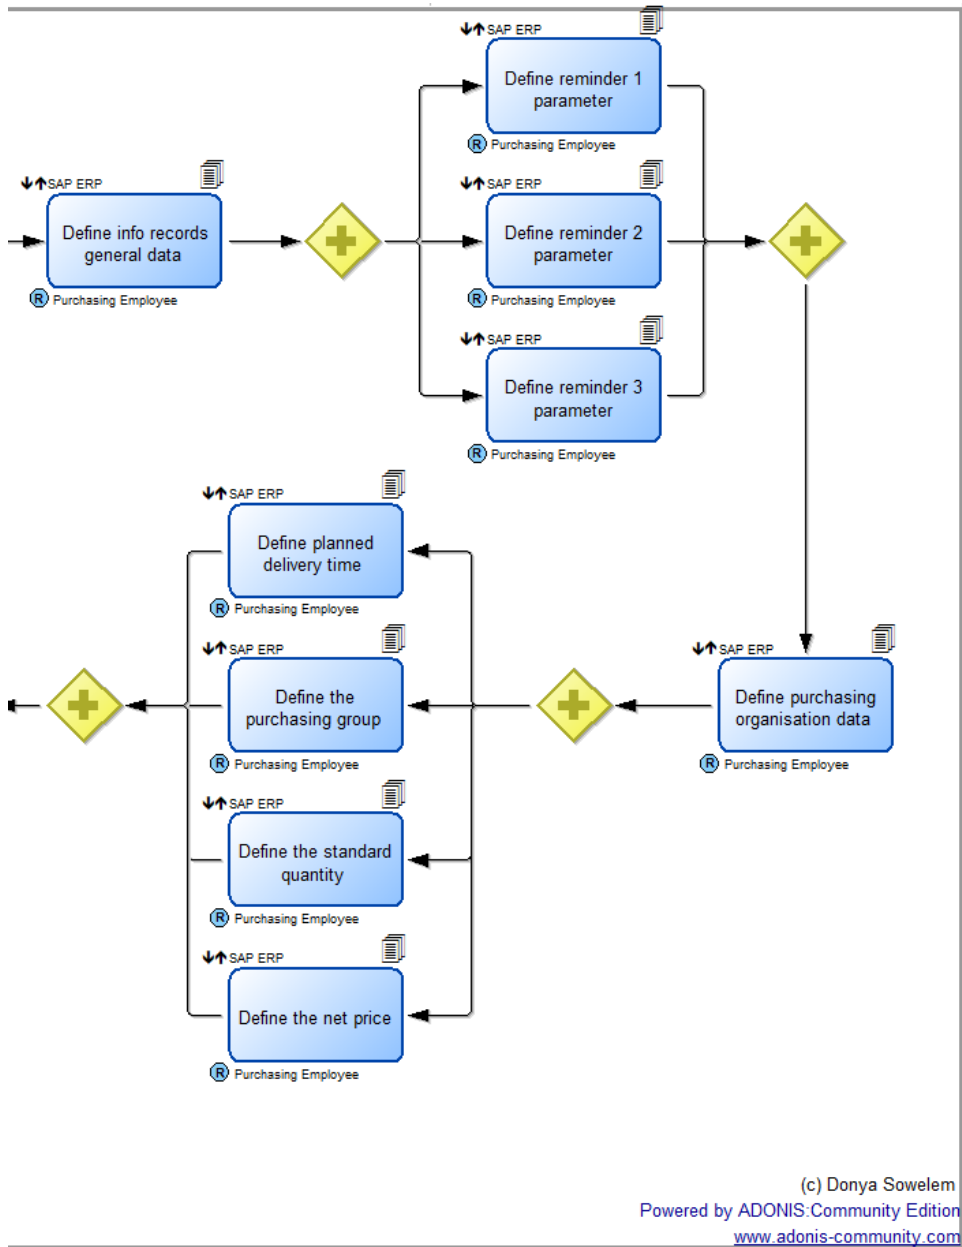 SAP ERP
Define reminder 1
parameter
R Purchasing Employee
SAP ERP
Define info records
general data
R Purchasing Employee
SAP ERP
Define reminder 2
parameter
R Purchasing Employee
SAP ERP
Define reminder 3
parameter
R Purchasing Employee
SAP ERP
Define planned
delivery time
R Purchasing Employee
SAP ERP
Define the
purchasing group
R Purchasing Employee
SAP ERP
Define purchasing
organisation data
R Purchasing Employee
SAP ERP
Define the standard
quantity
R Purchasing Employee
SAP ERP
Define the net price
R Purchasing Employee
(c) Donya Sowelem
Powered by ADONIS:Community Edition
www.adonis-community.com